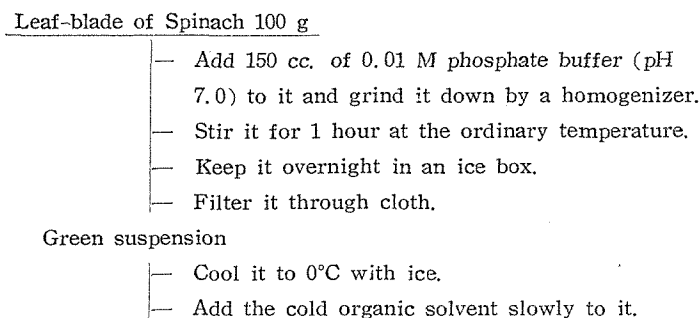 Leaf-blade of Spinach 100 g
— Add 150 cc. of 0.01 M phosphate buffer (pH
7.0) to it and grind it down by a homogenizer.
— Stir it for 1 hour at the ordinary temperature.
— Keep it overnight in an ice box.
— Filter it through cloth.
Green suspension
— Cool it to 0°C with ice.
— Add the cold organic solvent slowly to it.